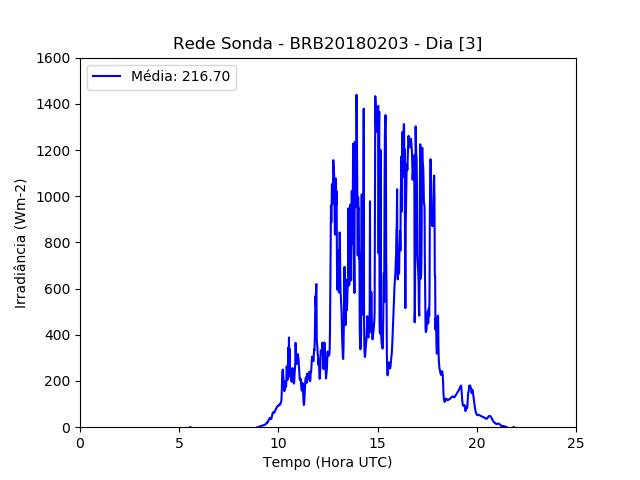 Rede Sonda - BRB20180203 - Dia [3]
Média: 216.70
1600
1400
1200
1000
800
600
400
200
0
Irradiância (Wm-2)
0 5 10 15 20 25
Tempo (Hora UTC)